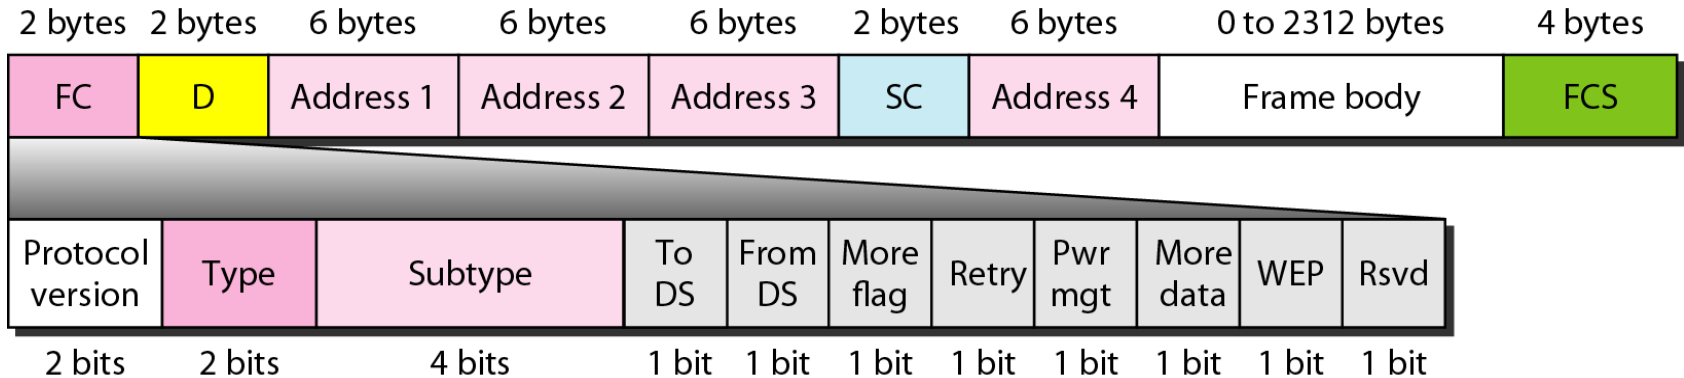 2 bytes 2 bytes 6 bytes 6 bytes 6 bytes 2 bytes 6 bytes 0 to 2312 bytes 4 bytes
FC D Address 1 Address 2 Address 3 SC Address 4 Frame body FCS
Protocol version Type Subtype To DS From DS More flag Retry Pwr mgt More data WEP Rsvd
2 bits 2 bits 4 bits 1 bit 1 bit 1 bit 1 bit 1 bit 1 bit 1 bit 1 bit